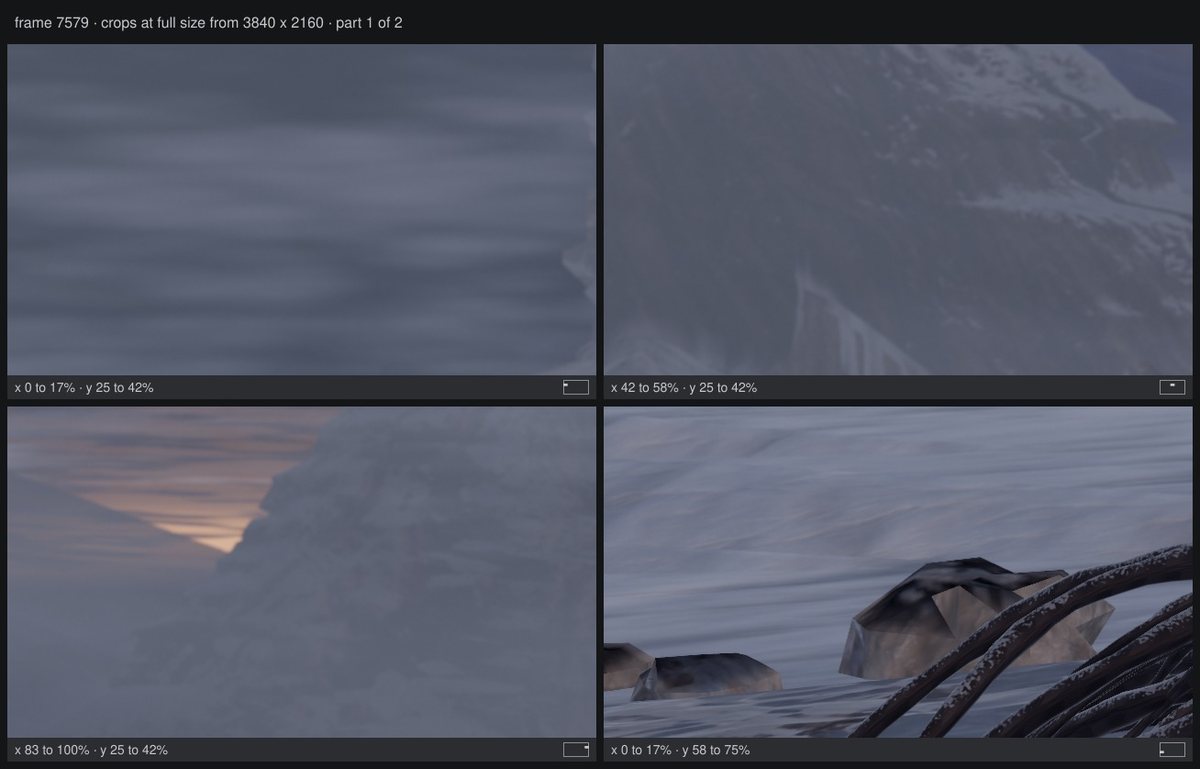 frame 7579 · crops at full size from 3840 x 2160 · part 1 of 2
x 0 to 17% · y 25 to 42%
x 42 to 58% · y 25 to 42%
x 83 to 100% · y 25 to 42%
x 0 to 17% · y 58 to 75%